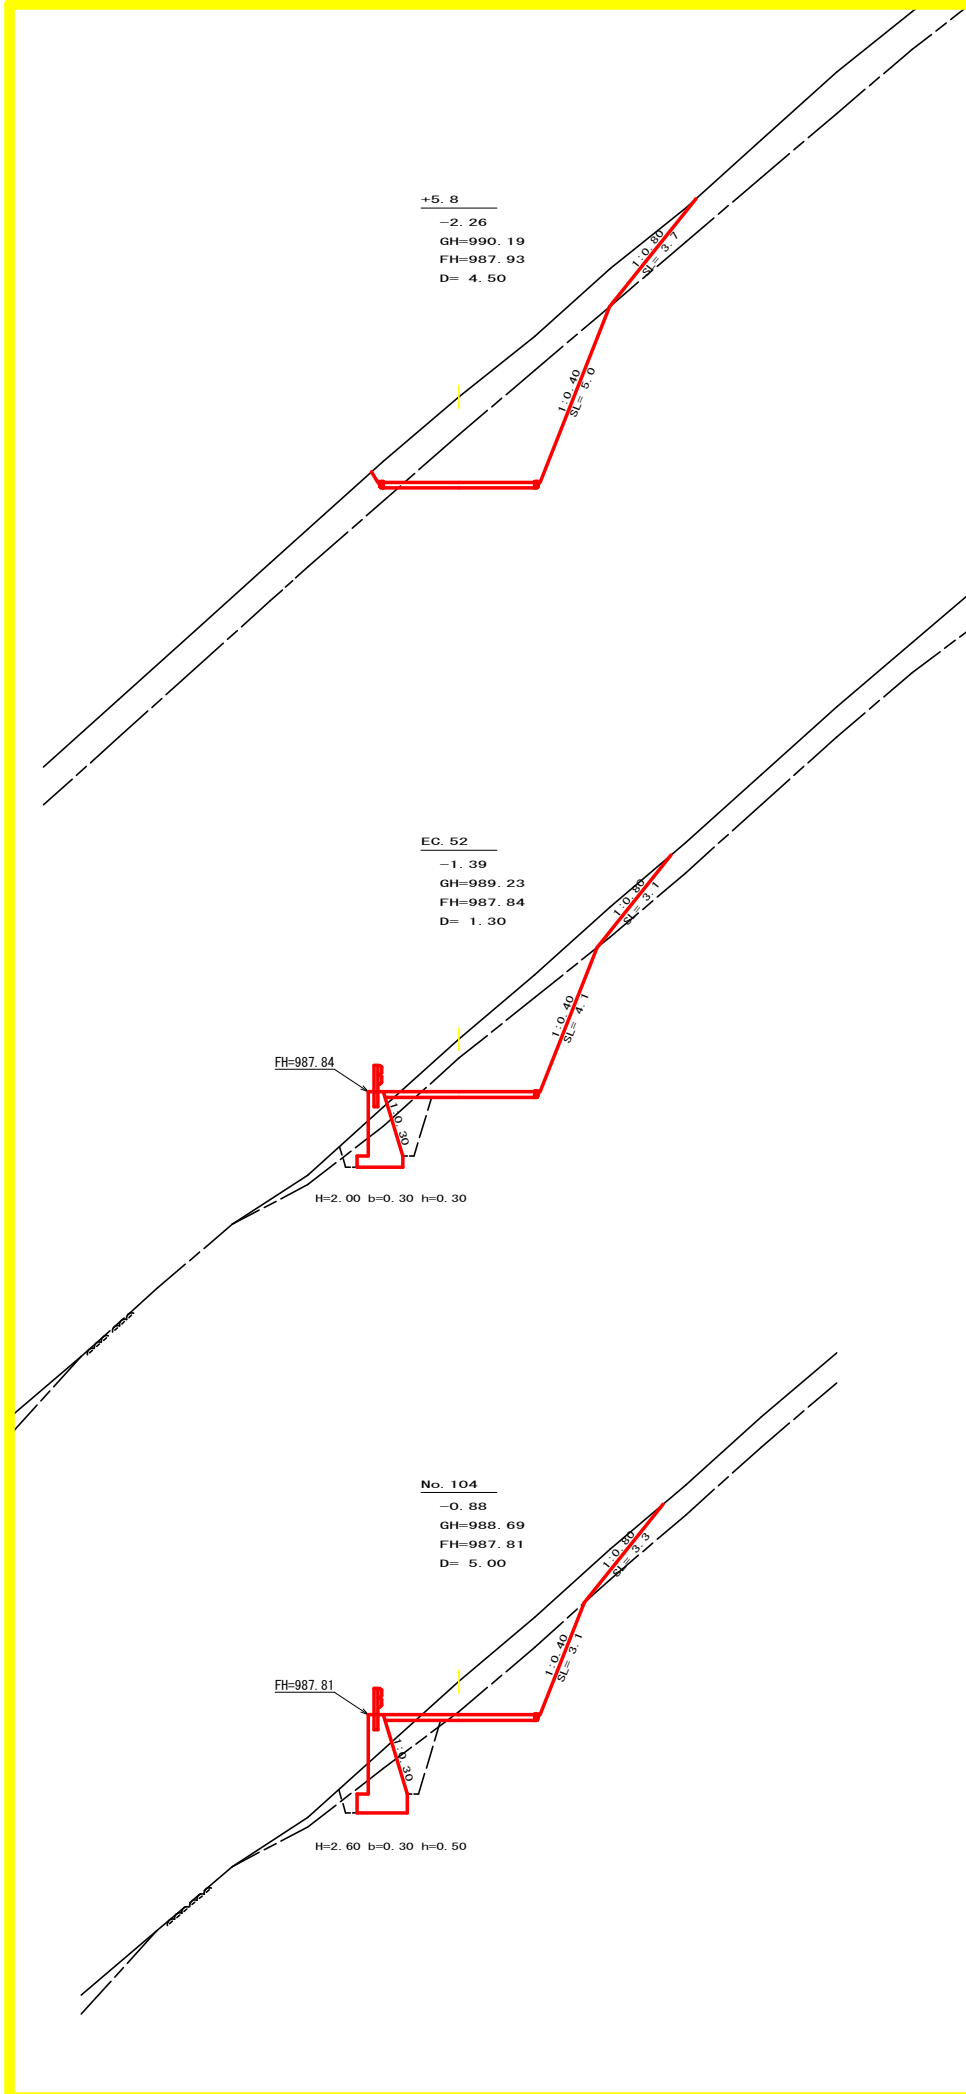 +5.8
-2.26
GH=990.19
FH=987.93
D= 4.50
1:0.80
SL= 3.7
1:0.40
SL= 5.0
EC.52
-1.39
GH=989.23
FH=987.84
D= 1.30
1:0.80
SL= 3.1
1:0.40
SL= 4.1
FH=987.84
1:0.30
H=2.00 b=0.30 h=0.30
No.104
-0.88
GH=988.69
FH=987.81
D= 5.00
1:0.80
SL= 3.3
1:0.40
SL= 3.1
FH=987.81
1:0.30
H=2.60 b=0.30 h=0.50